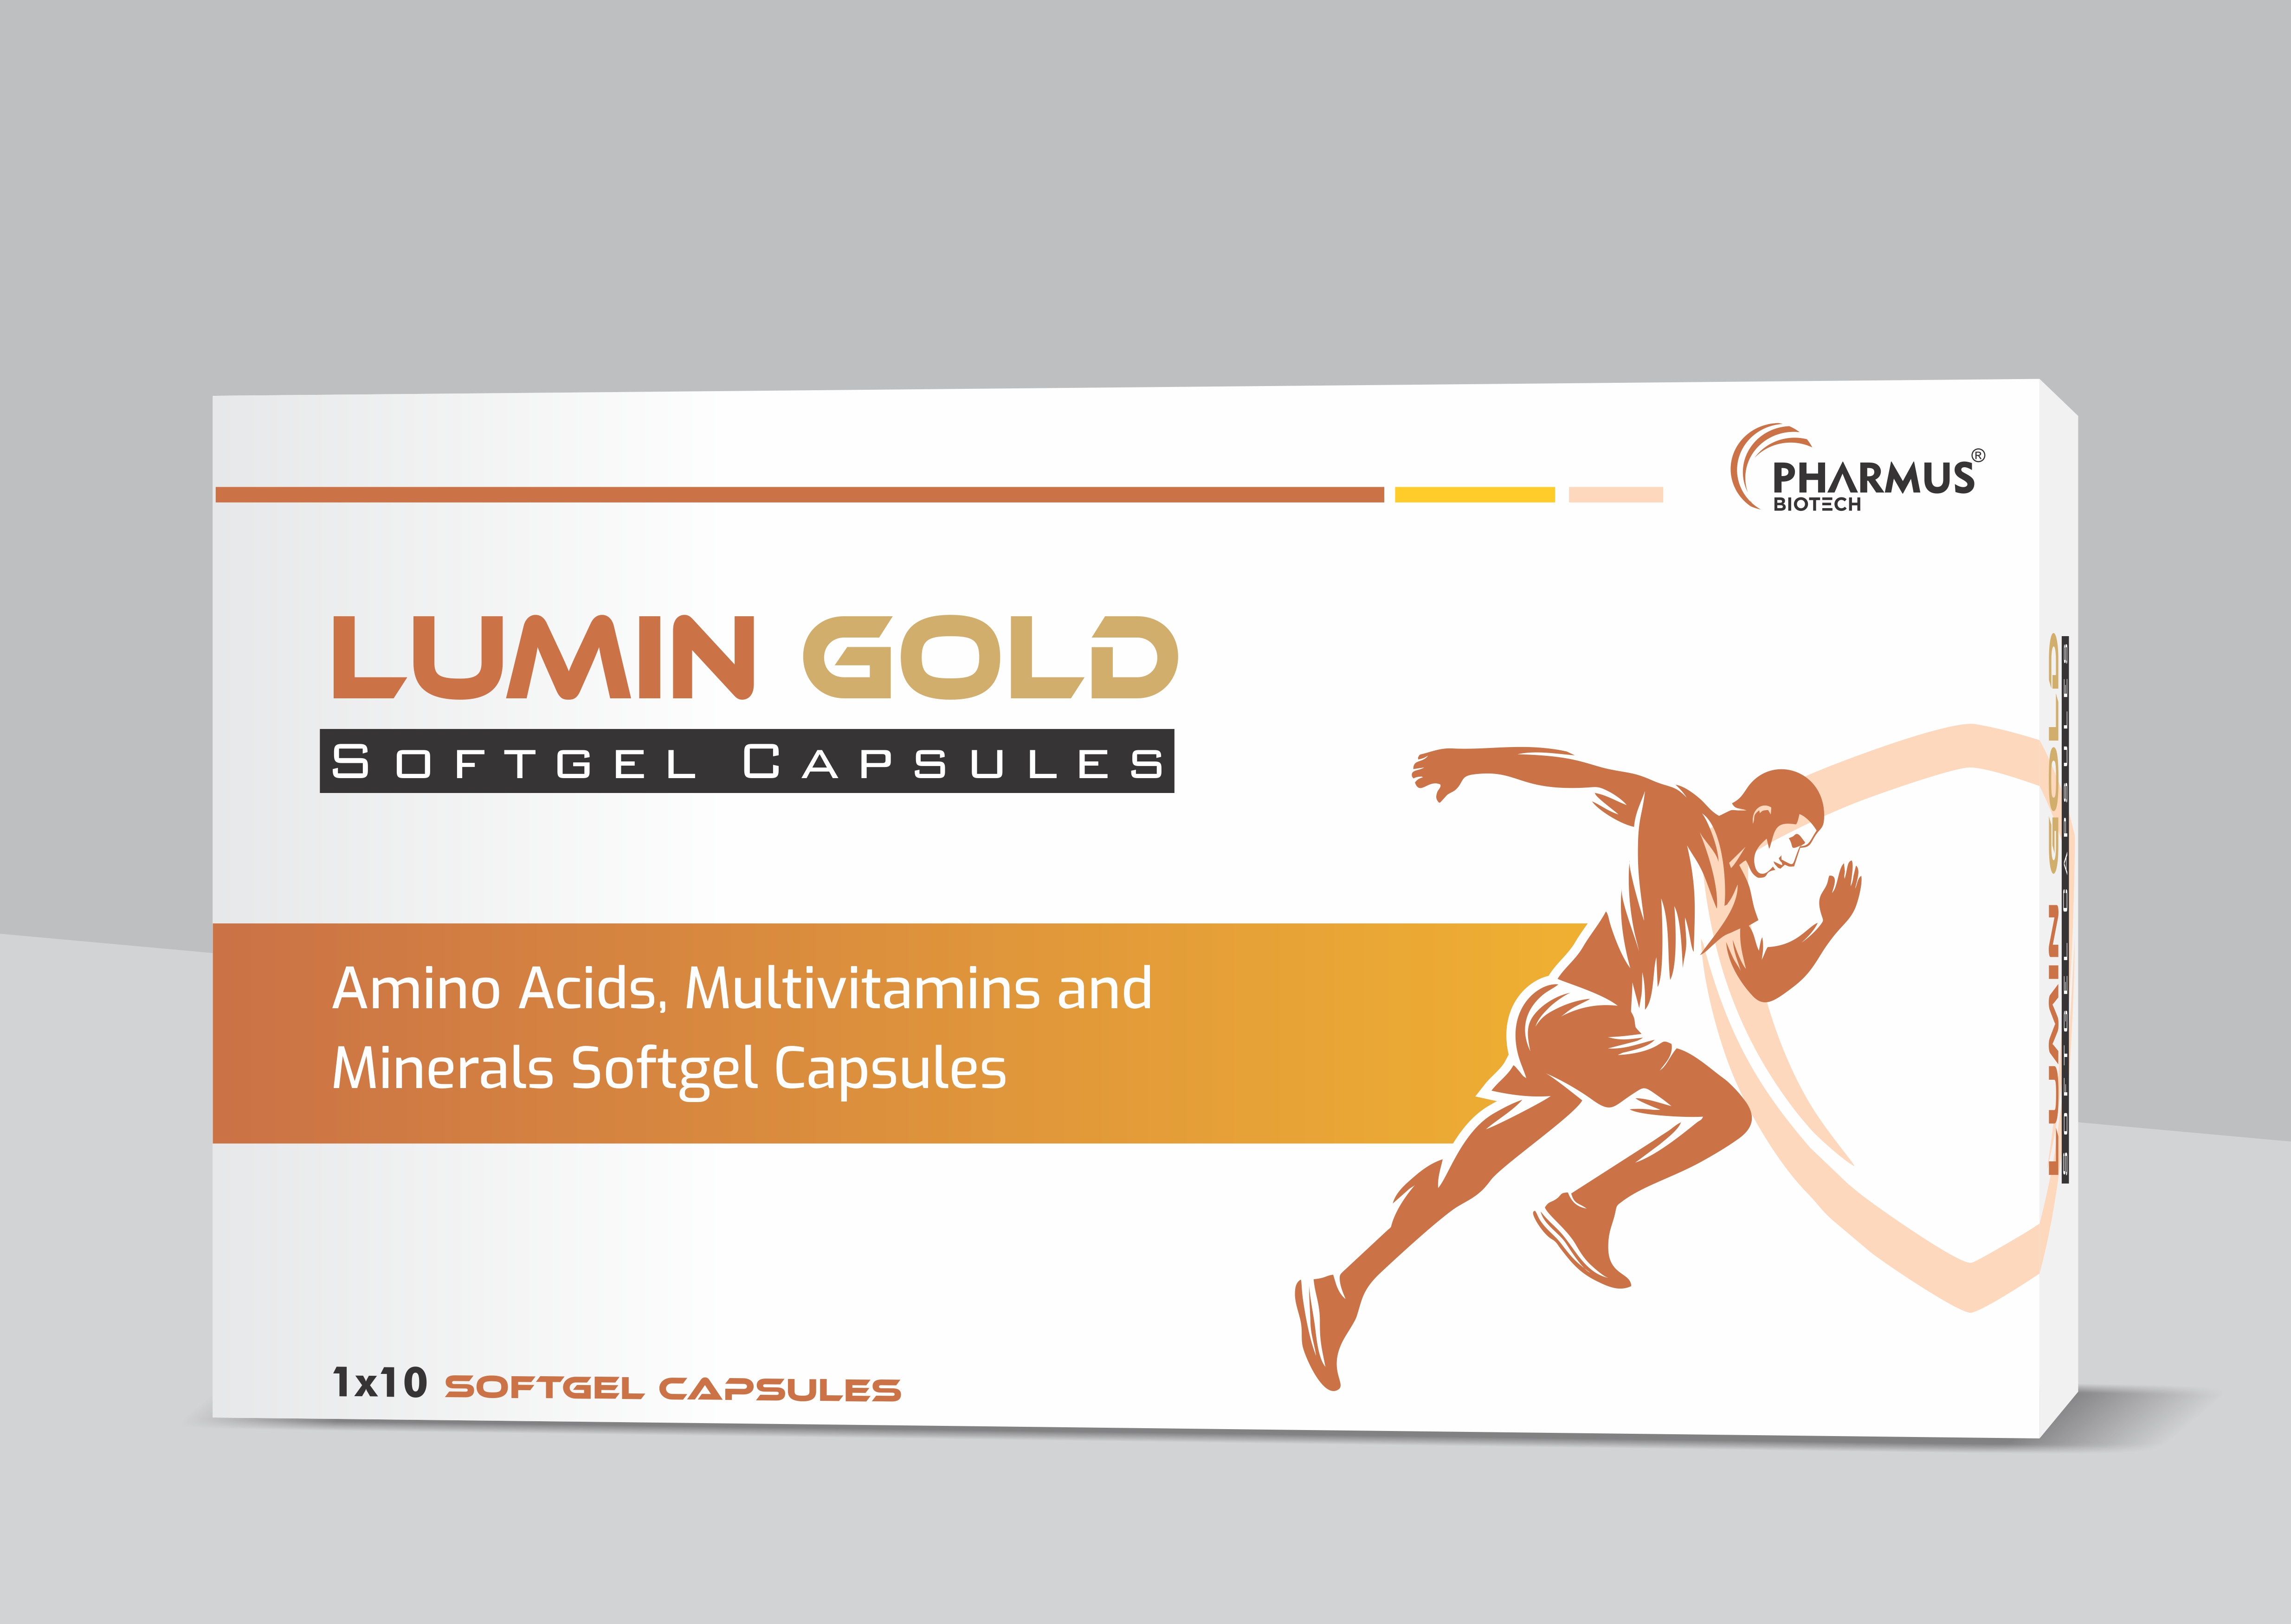 PHARMUS®
BIOTECH
LUMIN GOLD
SOFTGEL CAPSULES
Amino Acids, Multivitamins and
Minerals Softgel Capsules
1x10 SOFTGEL CAPSULES
LUMIN GOLD
SOFTGEL CAPSULES